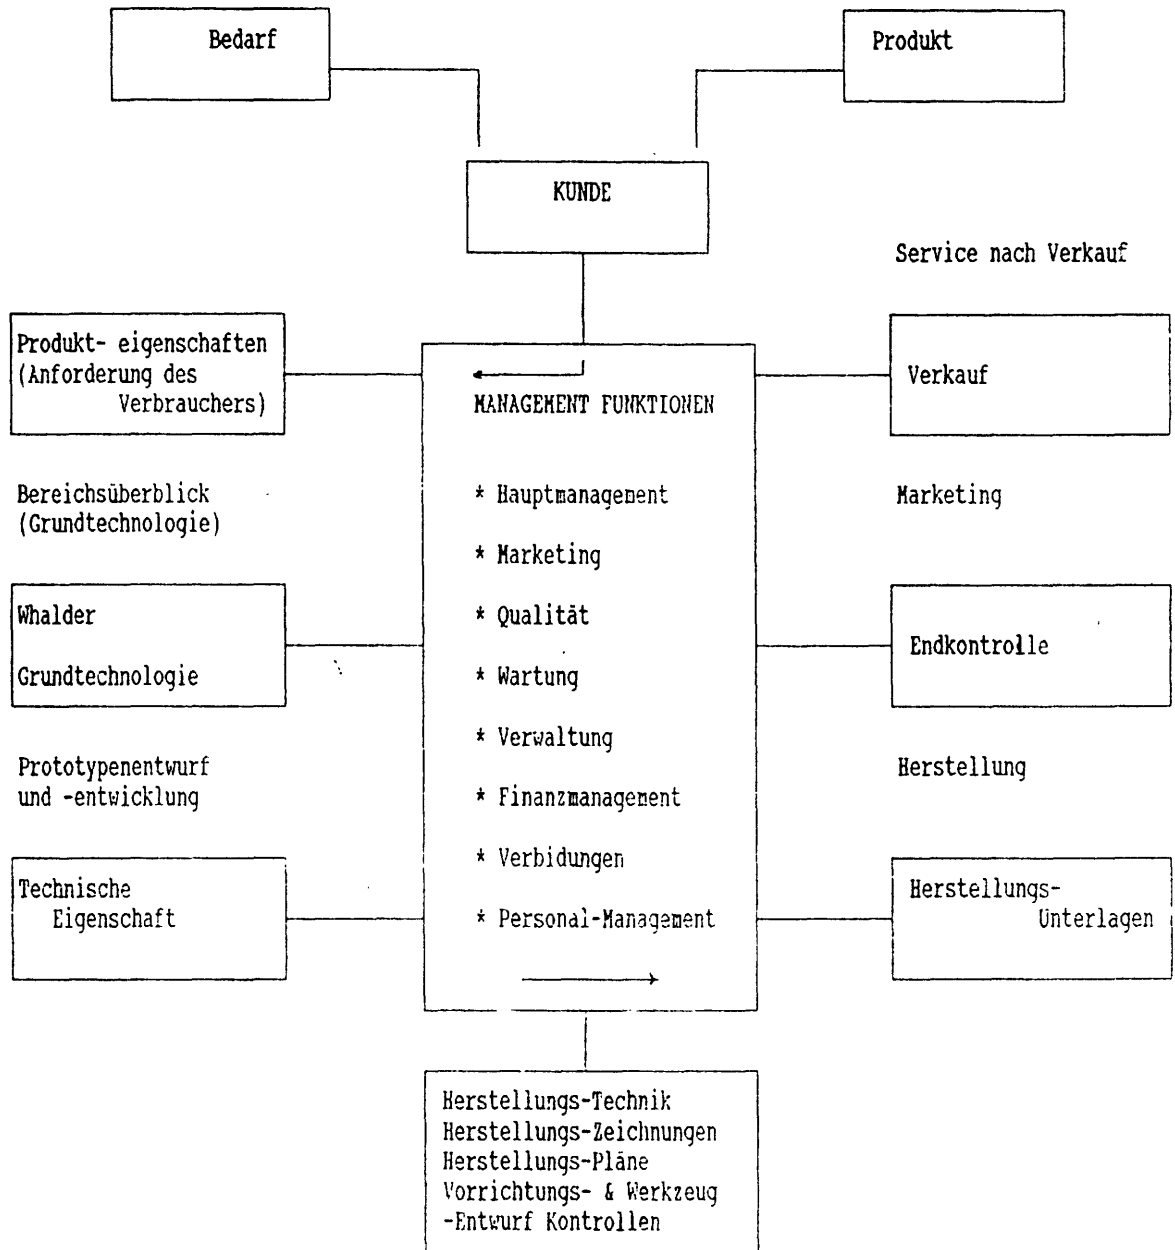 Bedarf
Produkt
KUNDE
Service nach Verkauf
Produkt- eigenschaften
(Anforderung des
Verbrauchers)
Verkauf
MANAGEMENT FUNKTIONEN
Bereichsüberblick
(Grundtechnologie)
* Hauptmanagement
Marketing
* Marketing
Whalder
Grundtechnologie
* Qualität
* Wartung
Endkontrolle
* Verwaltung
Prototypenentwurf
und -entwicklung
Herstellung
* Finanzmanagement
* Verbidungen
Technische
Eigenschaft
* Personal-Management
Herstellungs-
Unterlagen
Herstellungs-Technik
Herstellungs-Zeichnungen
Herstellungs-Pläne
Vorrichtungs- & Werkzeug
-Entwurf Kontrollen